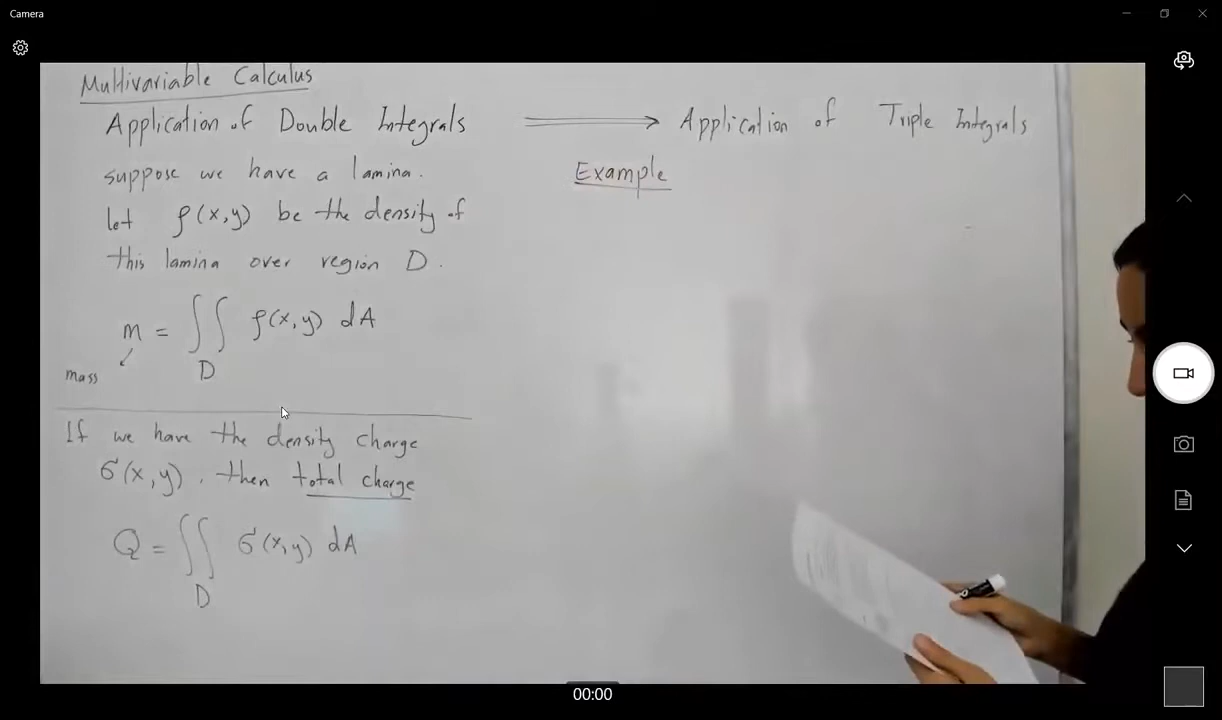 Camera
Multivariable Calculus
Application of Double Integrals ⟹ Application of Triple Integrals
suppose we have a lamina.
let ρ(x,y) be the density of
this lamina over region D.
m = ∬ ρ(x,y) dA
D
mass
If we have the density charge
σ(x,y), then total charge
Q = ∬ σ(x,y) dA
D
Example
00:00